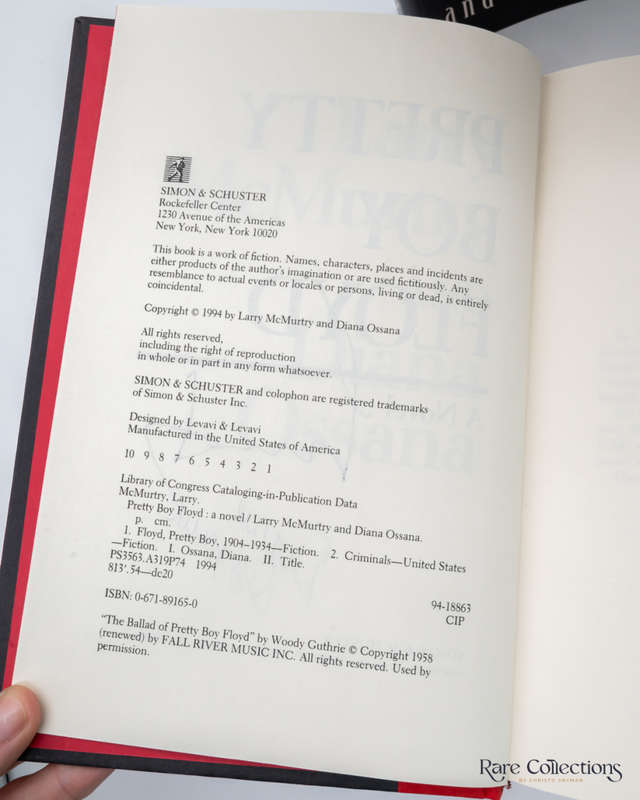 and
SIMON & SCHUSTER
Rockefeller Center
1230 Avenue of the Americas
New York, New York 10020
This book is a work of fiction. Names, characters, places and incidents are
either products of the author's imagination or are used fictitiously. Any
resemblance to actual events or locales or persons, living or dead, is entirely
coincidental.
Copyright © 1994 by Larry McMurtry and Diana Ossana
All rights reserved,
including the right of reproduction
in whole or in part in any form whatsoever.
SIMON & SCHUSTER and colophon are registered trademarks
of Simon & Schuster Inc.
Designed by Levavi & Levavi
Manufactured in the United States of America
10 9 8 7 6 5 4 3 2 1
Library of Congress Cataloging-in-Publication Data
McMurtry, Larry.
Pretty Boy Floyd : a novel / Larry McMurtry and Diana Ossana.
p. cm.
1. Floyd, Pretty Boy, 1904–1934—Fiction. 2. Criminals—United States
—Fiction. I. Ossana, Diana. II. Title.
PS3563.A319P74 1994
813'.54—dc20
94-18863
CIP
ISBN: 0-671-89165-0
"The Ballad of Pretty Boy Floyd" by Woody Guthrie © Copyright 1958
(renewed) by FALL RIVER MUSIC INC. All rights reserved. Used by
permission.
PRETTY
BOY
FLOYD
Rare Collections
BY CHRISTO SNYMAN